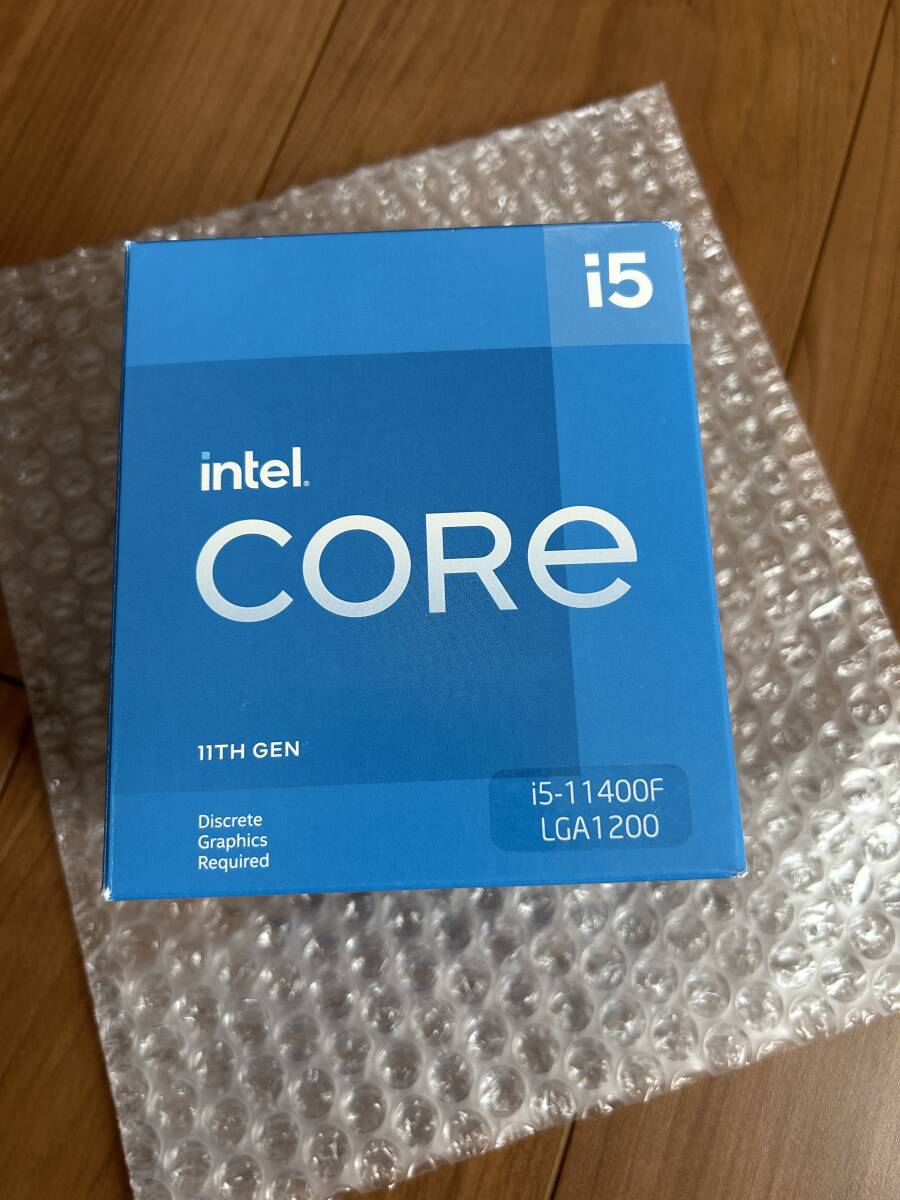 i5
intel.
CORe
11TH GEN
Discrete
Graphics
Required
i5-11400F
LGA1200